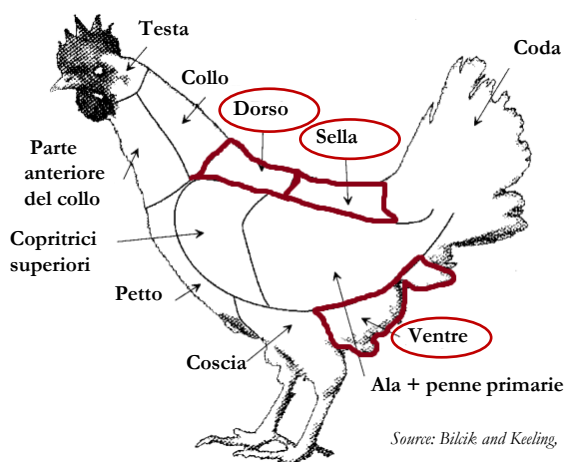 Testa
Coda
Collo
Dorso
Sella
Parte
anteriore
del collo
Copritrici
superiori
Petto
Ventre
Coscia
Ala + penne primarie
Source: Bilcik and Keeling,